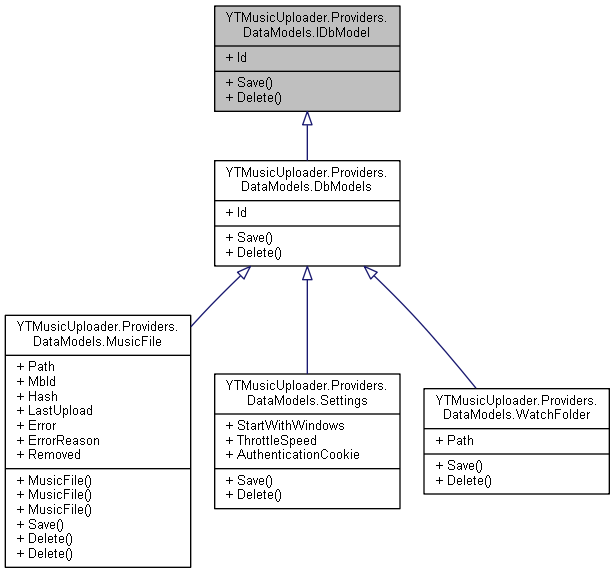 YTMusicUploader.Providers.
DataModels.IDbModel
+ Id
+ Save()
+ Delete()
YTMusicUploader.Providers.
DataModels.DbModels
+ Id
+ Save()
+ Delete()
YTMusicUploader.Providers.
DataModels.MusicFile
+ Path
+ MbId
+ Hash
+ LastUpload
+ Error
+ ErrorReason
+ Removed
+ MusicFile()
+ MusicFile()
+ MusicFile()
+ Save()
+ Delete()
+ Delete()
YTMusicUploader.Providers.
DataModels.Settings
+ StartWithWindows
+ ThrottleSpeed
+ AuthenticationCookie
+ Save()
+ Delete()
YTMusicUploader.Providers.
DataModels.WatchFolder
+ Path
+ Save()
+ Delete()